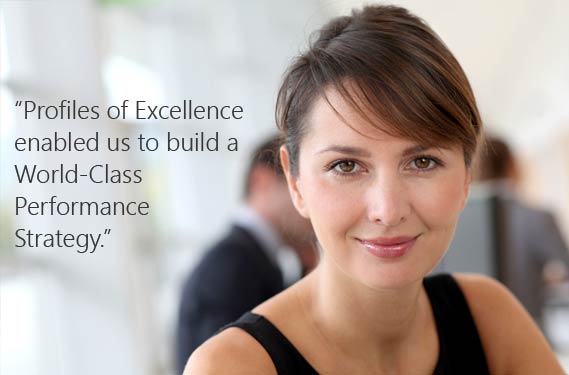 “Profiles of Excellence
enabled us to build a
World-Class
Performance
Strategy.”